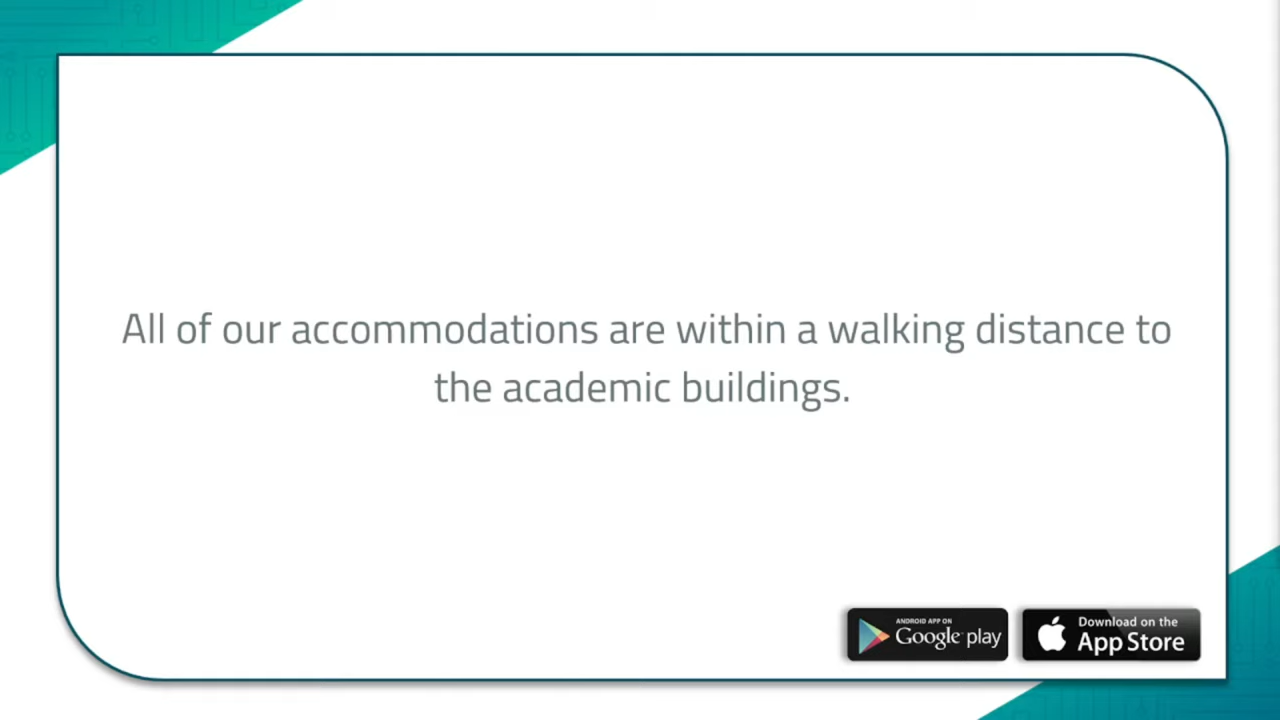 All of our accommodations are within a walking distance to
the academic buildings.
ANDROID APP ON
Google play
Download on the
App Store